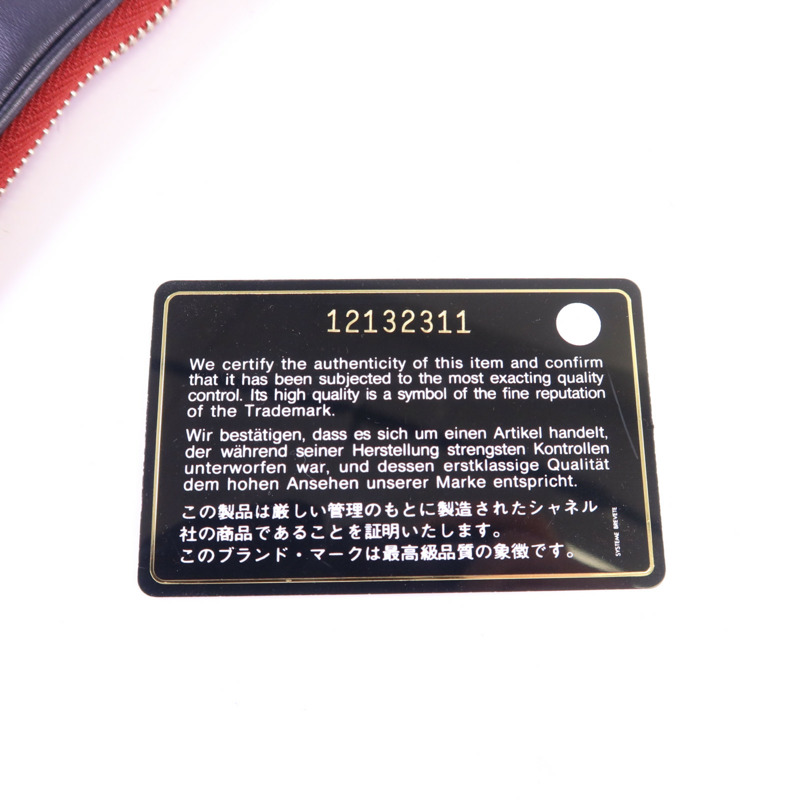 12132311
We certify the authenticity of this item and confirm
that it has been subjected to the most exacting quality
control. Its high quality is a symbol of the fine reputation
of the Trademark.
Wir bestätigen, dass es sich um einen Artikel handelt,
der während seiner Herstellung strengsten Kontrollen
unterworfen war, und dessen erstklassige Qualität
dem hohen Ansehen unserer Marke entspricht.
この製品は厳しい管理のもとに製造されたシャネル
社の商品であることを証明いたします。
このブランド・マークは最高級品質の象徴です。
SYSTEME BREVETE